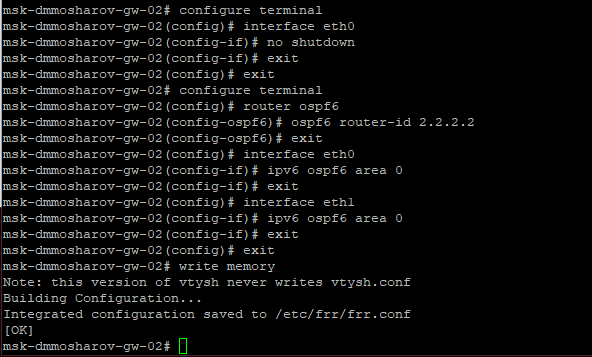 msk-dmmosharov-gw-02# configure terminal
msk-dmmosharov-gw-02(config)# interface eth0
msk-dmmosharov-gw-02(config-if)# no shutdown
msk-dmmosharov-gw-02(config-if)# exit
msk-dmmosharov-gw-02(config)# exit
msk-dmmosharov-gw-02# configure terminal
msk-dmmosharov-gw-02(config)# router ospf6
msk-dmmosharov-gw-02(config-ospf6)# ospf6 router-id 2.2.2.2
msk-dmmosharov-gw-02(config-ospf6)# exit
msk-dmmosharov-gw-02(config)# interface eth0
msk-dmmosharov-gw-02(config-if)# ipv6 ospf6 area 0
msk-dmmosharov-gw-02(config-if)# exit
msk-dmmosharov-gw-02(config)# interface eth1
msk-dmmosharov-gw-02(config-if)# ipv6 ospf6 area 0
msk-dmmosharov-gw-02(config-if)# exit
msk-dmmosharov-gw-02(config)# exit
msk-dmmosharov-gw-02# write memory
Note: this version of vtysh never writes vtysh.conf
Building Configuration...
Integrated configuration saved to /etc/frr/frr.conf
[OK]
msk-dmmosharov-gw-02#